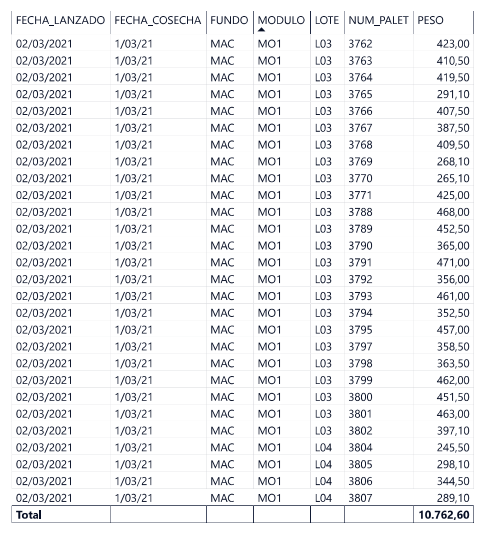 FECHA_LANZADO FECHA_COSECHA FUNDO MODULO LOTE NUM_PALET PESO
02/03/2021 1/03/21 MAC MO1 L03 3762 423,00
02/03/2021 1/03/21 MAC MO1 L03 3763 410,50
02/03/2021 1/03/21 MAC MO1 L03 3764 419,50
02/03/2021 1/03/21 MAC MO1 L03 3765 291,10
02/03/2021 1/03/21 MAC MO1 L03 3766 407,50
02/03/2021 1/03/21 MAC MO1 L03 3767 387,50
02/03/2021 1/03/21 MAC MO1 L03 3768 409,50
02/03/2021 1/03/21 MAC MO1 L03 3769 268,10
02/03/2021 1/03/21 MAC MO1 L03 3770 265,10
02/03/2021 1/03/21 MAC MO1 L03 3771 425,00
02/03/2021 1/03/21 MAC MO1 L03 3788 468,00
02/03/2021 1/03/21 MAC MO1 L03 3789 452,50
02/03/2021 1/03/21 MAC MO1 L03 3790 365,00
02/03/2021 1/03/21 MAC MO1 L03 3791 471,00
02/03/2021 1/03/21 MAC MO1 L03 3792 356,00
02/03/2021 1/03/21 MAC MO1 L03 3793 461,00
02/03/2021 1/03/21 MAC MO1 L03 3794 352,50
02/03/2021 1/03/21 MAC MO1 L03 3795 457,00
02/03/2021 1/03/21 MAC MO1 L03 3797 358,50
02/03/2021 1/03/21 MAC MO1 L03 3798 363,50
02/03/2021 1/03/21 MAC MO1 L03 3799 462,00
02/03/2021 1/03/21 MAC MO1 L03 3800 451,50
02/03/2021 1/03/21 MAC MO1 L03 3801 463,00
02/03/2021 1/03/21 MAC MO1 L03 3802 397,10
02/03/2021 1/03/21 MAC MO1 L04 3804 245,50
02/03/2021 1/03/21 MAC MO1 L04 3805 298,10
02/03/2021 1/03/21 MAC MO1 L04 3806 344,50
02/03/2021 1/03/21 MAC MO1 L04 3807 289,10
Total 10.762,60